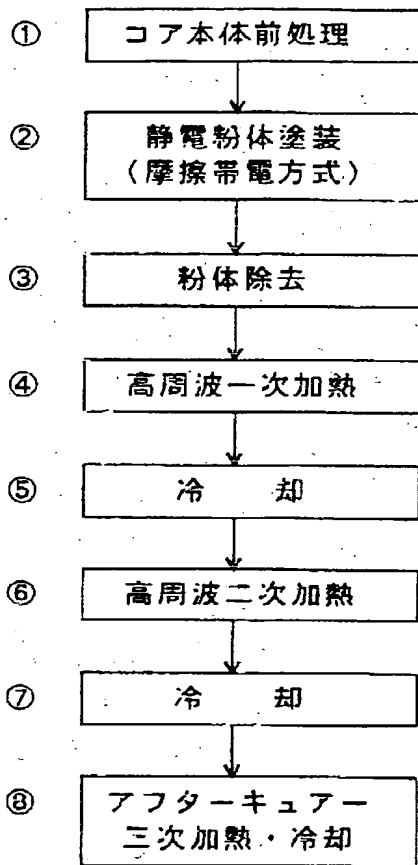 ① コア本体前処理
② 静電粉体塗装
(摩擦帯電方式)
③ 粉体除去
④ 高周波一次加熱
⑤ 冷 却
⑥ 高周波二次加熱
⑦ 冷 却
⑧ アフターキュアー
三次加熱・冷却